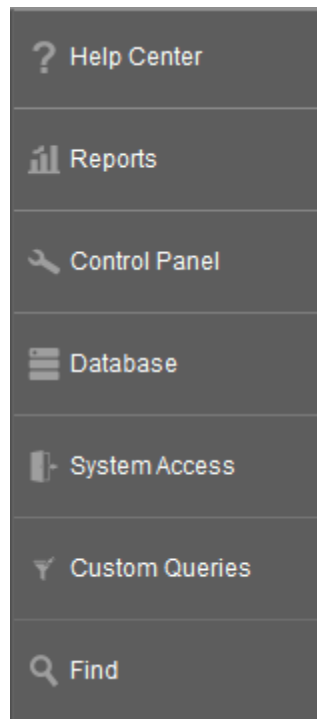 Help Center
Reports
Control Panel
Database
System Access
Custom Queries
Find